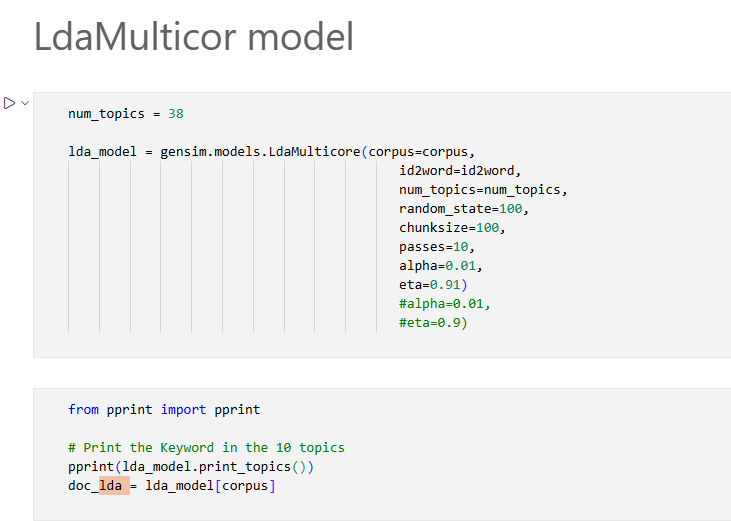 LdaMulticor model
num_topics = 38
lda_model = gensim.models.LdaMulticore(corpus=corpus,
id2word=id2word,
num_topics=num_topics,
random_state=100,
chunksize=100,
passes=10,
alpha=0.01,
eta=0.91)
#alpha=0.01,
#eta=0.9)
from pprint import pprint
# Print the Keyword in the 10 topics
pprint(lda_model.print_topics())
doc_lda = lda_model[corpus]